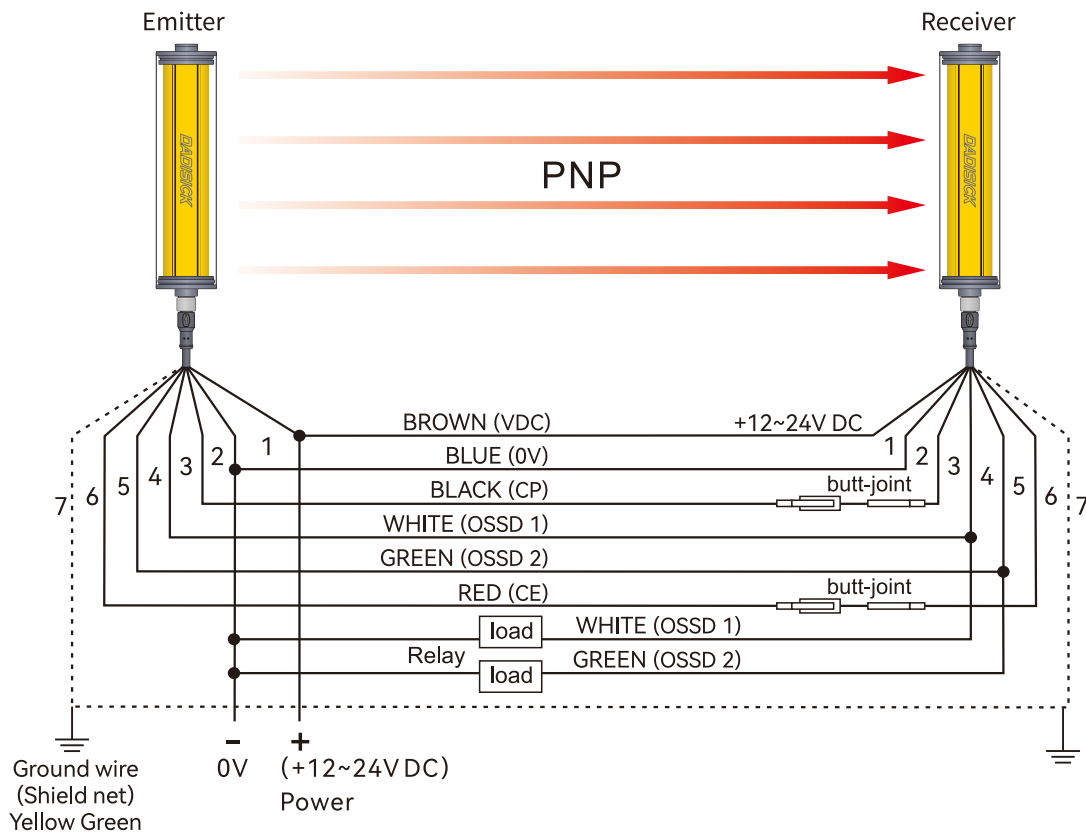 Emitter
Receiver
DADISICK
DADISICK
PNP
BROWN (VDC)
+12~24V DC
BLUE (0V)
BLACK (CP)
butt-joint
WHITE (OSSD 1)
GREEN (OSSD 2)
RED (CE)
butt-joint
load
WHITE (OSSD 1)
Relay
load
GREEN (OSSD 2)
7
6
5
4
3
2
1
1
2
3
4
5
6
7
-
+
0V
(+12~24V DC)
Power
Ground wire
(Shield net)
Yellow Green